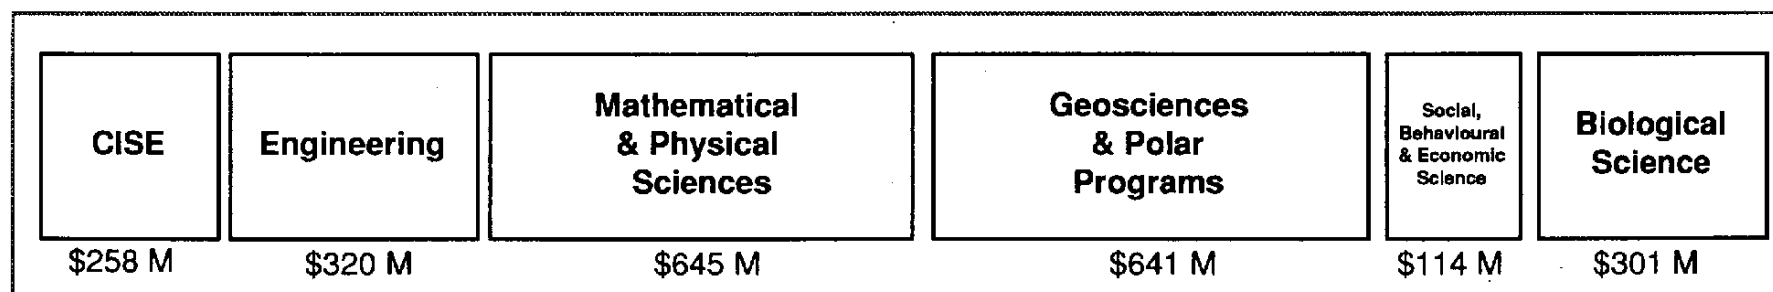 CISE
Engineering
Mathematical
& Physical
Sciences
Geosciences
& Polar
Programs
Social,
Behavioural
& Economic
Science
Biological
Science
$258 M
$320 M
$645 M
$641 M
$114 M
$301 M